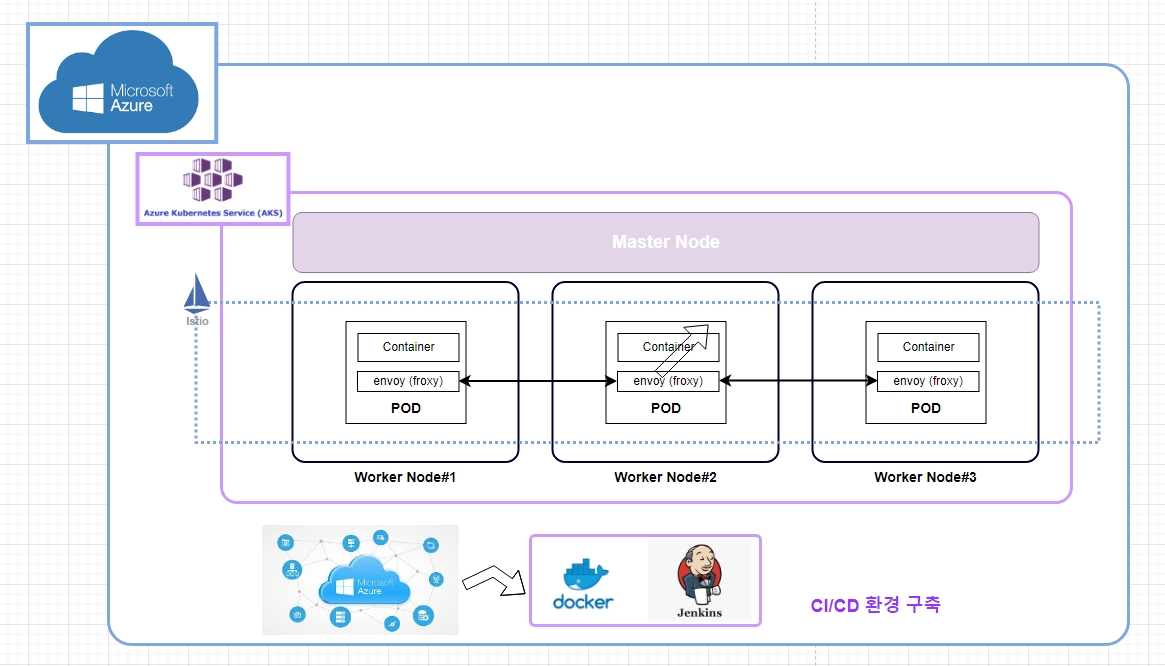 Microsoft
Azure
Azure Kubernetes Service (AKS)
Master Node
Istio
Container
envoy (froxy)
POD
Container
envoy (froxy)
POD
Container
envoy (froxy)
POD
Worker Node#1
Worker Node#2
Worker Node#3
Microsoft
Azure
docker
Jenkins
CI/CD 환경 구축